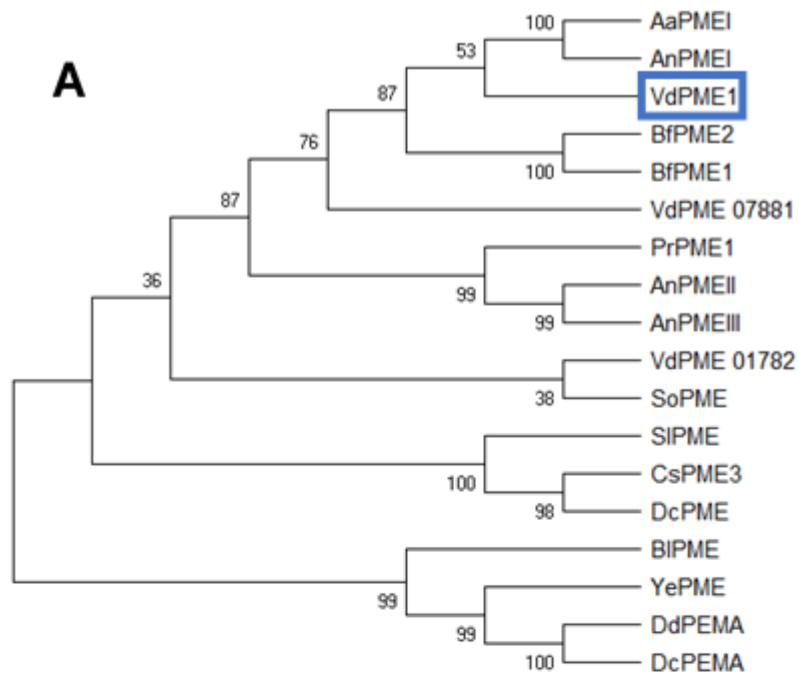 A
100
AaPMEI
53
AnPMEI
87
VdPME1
76
BfPME2
100
BfPME1
87
VdPME 07881
36
PrPME1
99
AnPMEII
99
AnPMEIII
VdPME 01782
38
SoPME
SlPME
100
CsPME3
98
DcPME
BlPME
99
YePME
99
DdPEMA
100
DcPEMA